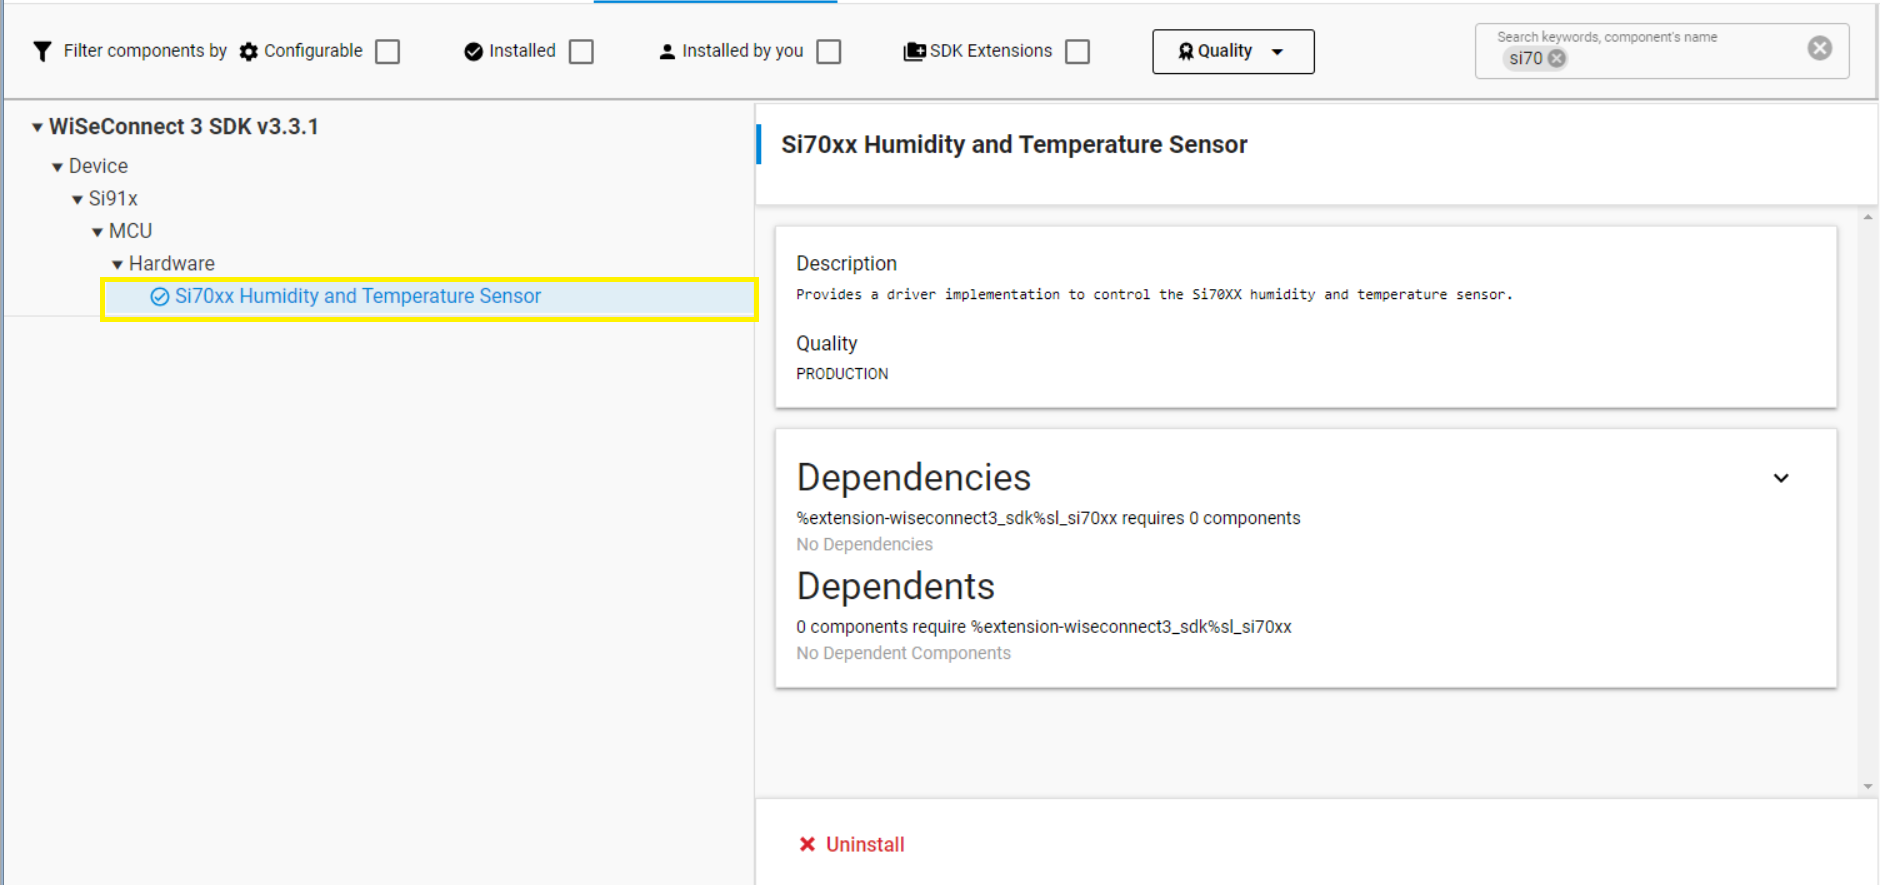 Filter components by Configurable Installed Installed by you SDK Extensions Quality
Search keywords, component's name
si70
WiSeConnect 3 SDK v3.3.1
Device
Si91x
MCU
Hardware
Si70xx Humidity and Temperature Sensor
Si70xx Humidity and Temperature Sensor
Description
Provides a driver implementation to control the Si70XX humidity and temperature sensor.
Quality
PRODUCTION
Dependencies
%extension-wiseconnect3_sdk%sl_si70xx requires 0 components
No Dependencies
Dependents
0 components require %extension-wiseconnect3_sdk%sl_si70xx
No Dependent Components
Uninstall